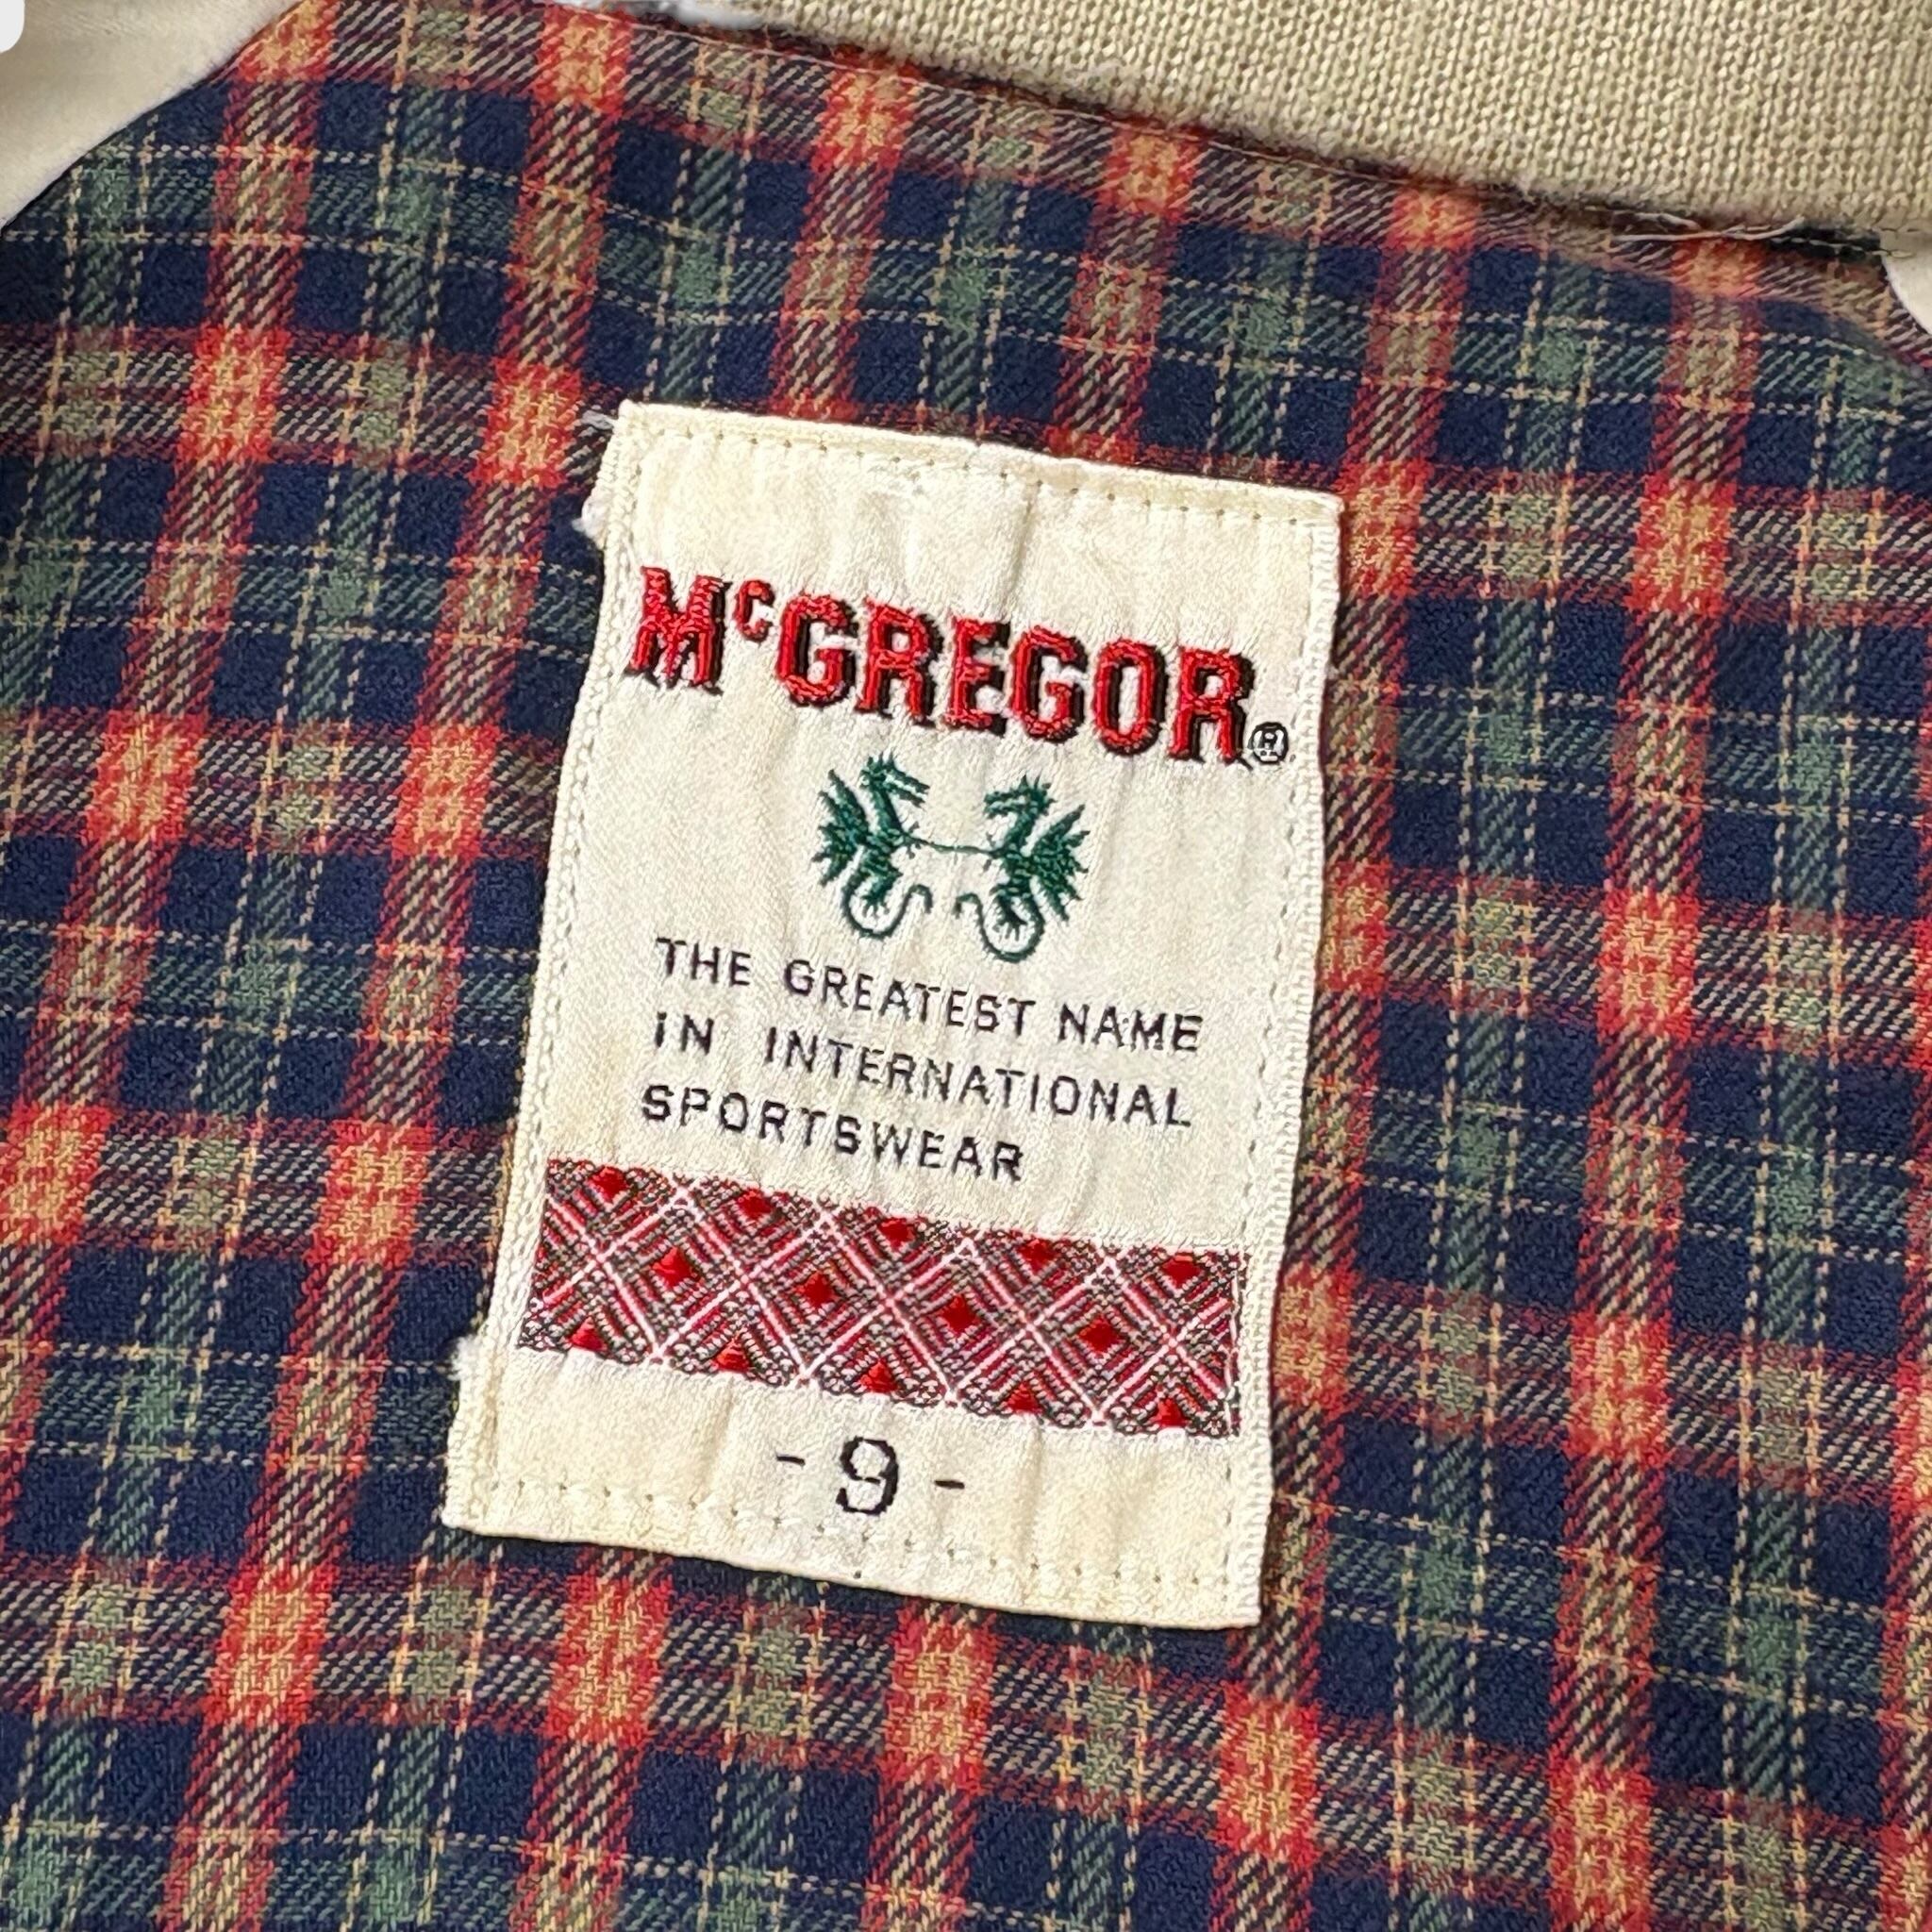 McGREGOR®
THE GREATEST NAME
IN INTERNATIONAL
SPORTSWEAR
-9-